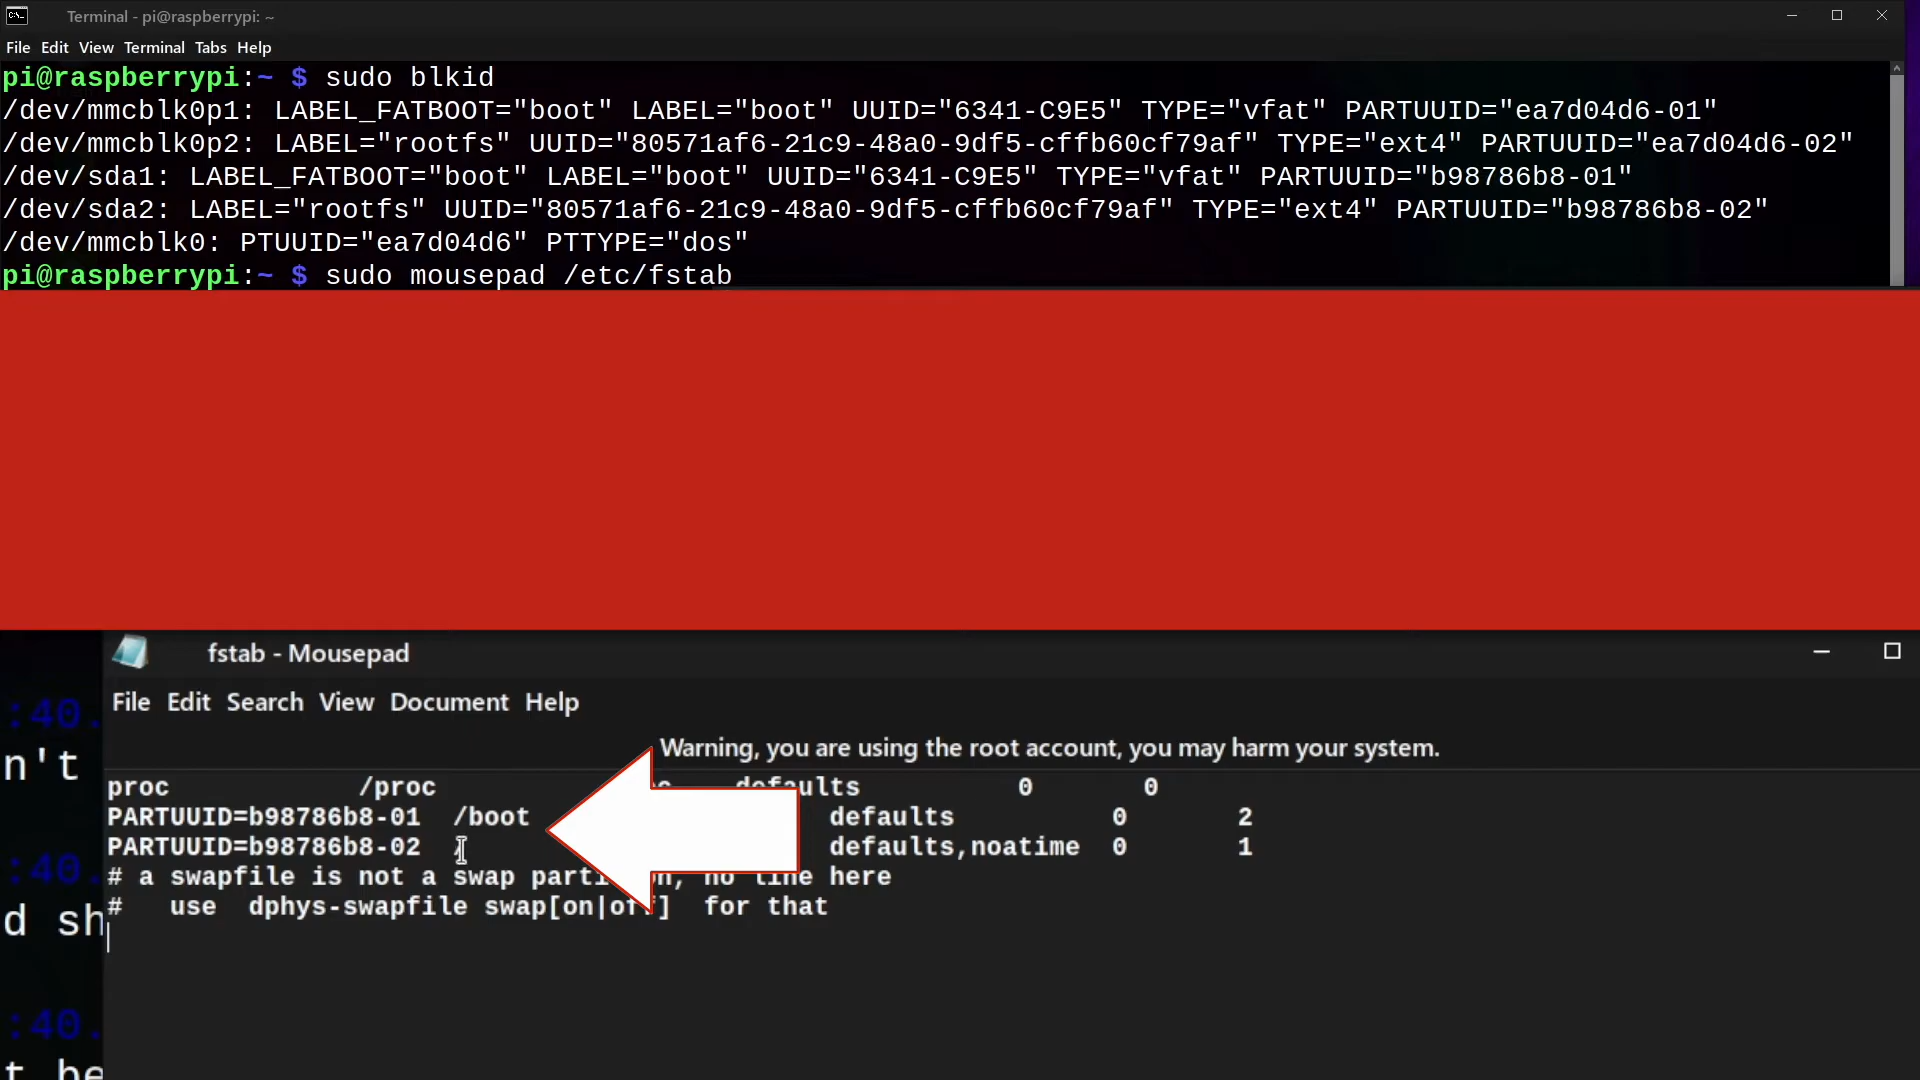 Terminal - pi@raspberrypi: ~
File Edit View Terminal Tabs Help
pi@raspberrypi:~ $ sudo blkid
/dev/mmcblk0p1: LABEL_FATBOOT="boot" LABEL="boot" UUID="6341-C9E5" TYPE="vfat" PARTUUID="ea7d04d6-01"
/dev/mmcblk0p2: LABEL="rootfs" UUID="80571af6-21c9-48a0-9df5-cffb60cf79af" TYPE="ext4" PARTUUID="ea7d04d6-02"
/dev/sda1: LABEL_FATBOOT="boot" LABEL="boot" UUID="6341-C9E5" TYPE="vfat" PARTUUID="b98786b8-01"
/dev/sda2: LABEL="rootfs" UUID="80571af6-21c9-48a0-9df5-cffb60cf79af" TYPE="ext4" PARTUUID="b98786b8-02"
/dev/mmcblk0: PTUUID="ea7d04d6" PTTYPE="dos"
pi@raspberrypi:~ $ sudo mousepad /etc/fstab
fstab - Mousepad
File Edit Search View Document Help
Warning, you are using the root account, you may harm your system.
proc /proc defaults 0 0
PARTUUID=b98786b8-01 /boot defaults 0 2
PARTUUID=b98786b8-02 defaults,noatime 0 1
# a swapfile is not a swap no line here
# use dphys-swapfile swap[on|off] for that
:40.
n't
:40.
d sh
:40.
t be